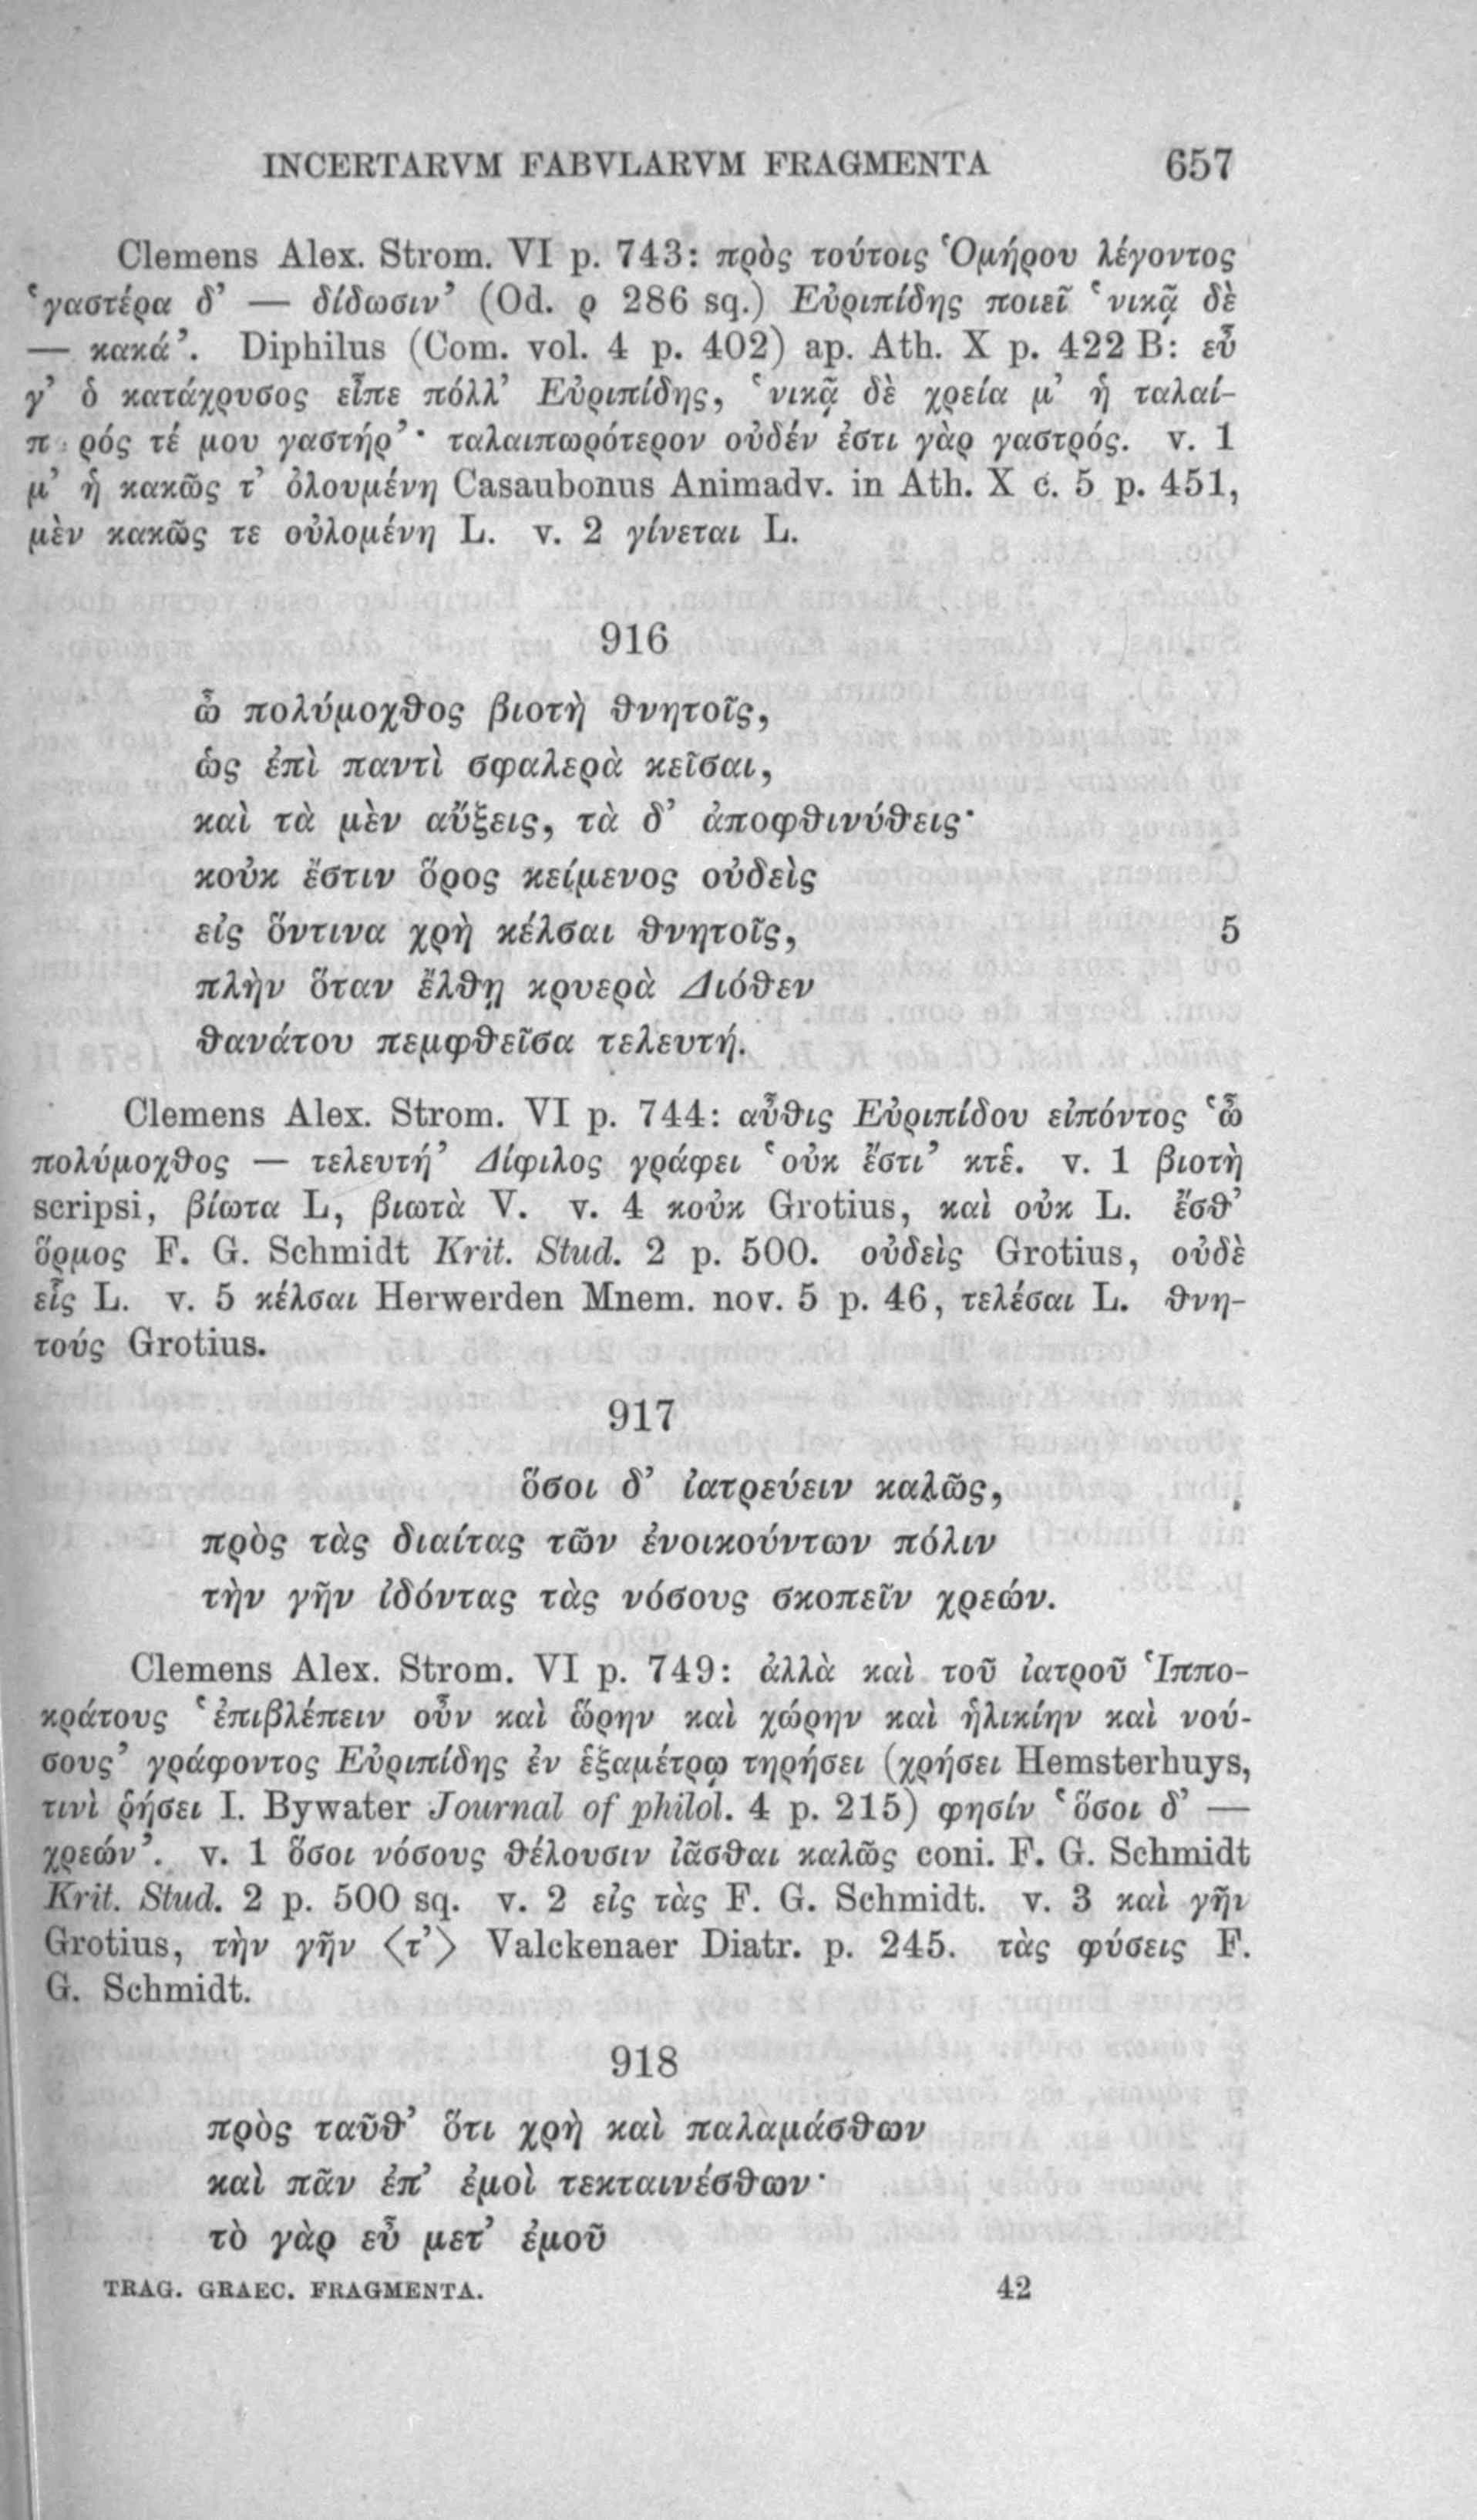 INCERTARVM FABVLARVM FRAGMENTA 657
Clemens Alex. Strom. VI p. 743: πρὸς τούτοις Ὁμήρου λέγοντος
‘γαστέρα δ’ — δίδωσιν’ (Od. ρ 286 sq.) Εὐριπίδης ποιεῖ ‘νικᾷ δὲ
— κακά’. Diphilus (Com. vol. 4 p. 402) ap. Ath. X p. 422 B: εὖ
γ’ ὁ κατάχρυσος εἶπε πόλλ’ Εὐριπίδης, ‘νικᾷ δὲ χρεία μ’ ἡ ταλαί-
π ρός τέ μου γαστήρ’· ταλαιπωρότερον οὐδέν ἐστι γὰρ γαστρός. v. 1
μ’ ἡ κακῶς τ’ ὀλουμένη Casaubonus Animadv. in Ath. X c. 5 p. 451,
μὲν κακῶς τε οὐλομένη L. v. 2 γίνεται L.
916
ὦ πολύμοχθος βιοτὴ θνητοῖς,
ὡς ἐπὶ παντὶ σφαλερὰ κεῖσαι,
καὶ τὰ μὲν αὔξεις, τὰ δ’ ἀποφθινύθεις·
κοὐκ ἔστιν ὅρος κείμενος οὐδεὶς
εἰς ὅντινα χρὴ κέλσαι θνητοῖς, 5
πλὴν ὅταν ἔλθῃ κρυερὰ Διόθεν
θανάτου πεμφθεῖσα τελευτή.
Clemens Alex. Strom. VI p. 744: αὖθις Εὐριπίδου εἰπόντος ‘ὦ
πολύμοχθος — τελευτή’ Δίφιλος γράφει ‘οὐκ ἔστι’ κτἑ. v. 1 βιοτὴ
scripsi, βίωτα L, βιωτὰ V. v. 4 κοὐκ Grotius, καὶ οὐκ L. ἔσθ’
ὅρμος F. G. Schmidt Krit. Stud. 2 p. 500. οὐδεὶς Grotius, οὐδὲ
εἷς L. v. 5 κέλσαι Herwerden Mnem. nov. 5 p. 46, τελέσαι L. θνη-
τούς Grotius.
917
ὅσοι δ’ ἰατρεύειν καλῶς,
πρὸς τὰς διαίτας τῶν ἐνοικούντων πόλιν
τὴν γῆν ἰδόντας τὰς νόσους σκοπεῖν χρεών.
Clemens Alex. Strom. VI p. 749: ἀλλὰ καὶ τοῦ ἰατροῦ Ἱππο-
κράτους ‘ἐπιβλέπειν οὖν καὶ ὥρην καὶ χώρην καὶ ἡλικίην καὶ νού-
σους’ γράφοντος Εὐριπίδης ἐν ἑξαμέτρῳ τηρήσει (χρήσει Hemsterhuys,
τινὶ ῥήσει I. Bywater Journal of philol. 4 p. 215) φησίν ‘ὅσοι δ’ —
χρεών’. v. 1 ὅσοι νόσους θέλουσιν ἰᾶσθαι καλῶς coni. F. G. Schmidt
Krit. Stud. 2 p. 500 sq. v. 2 εἰς τὰς F. G. Schmidt. v. 3 καὶ γῆν
Grotius, τὴν γῆν ⟨τ’⟩ Valckenaer Diatr. p. 245. τὰς φύσεις F.
G. Schmidt.
918
πρὸς ταῦθ’ ὅτι χρὴ καὶ παλαμάσθων
καὶ πᾶν ἐπ’ ἐμοὶ τεκταινέσθων·
τὸ γὰρ εὖ μετ’ ἐμοῦ
TRAG. GRAEC. FRAGMENTA. 42